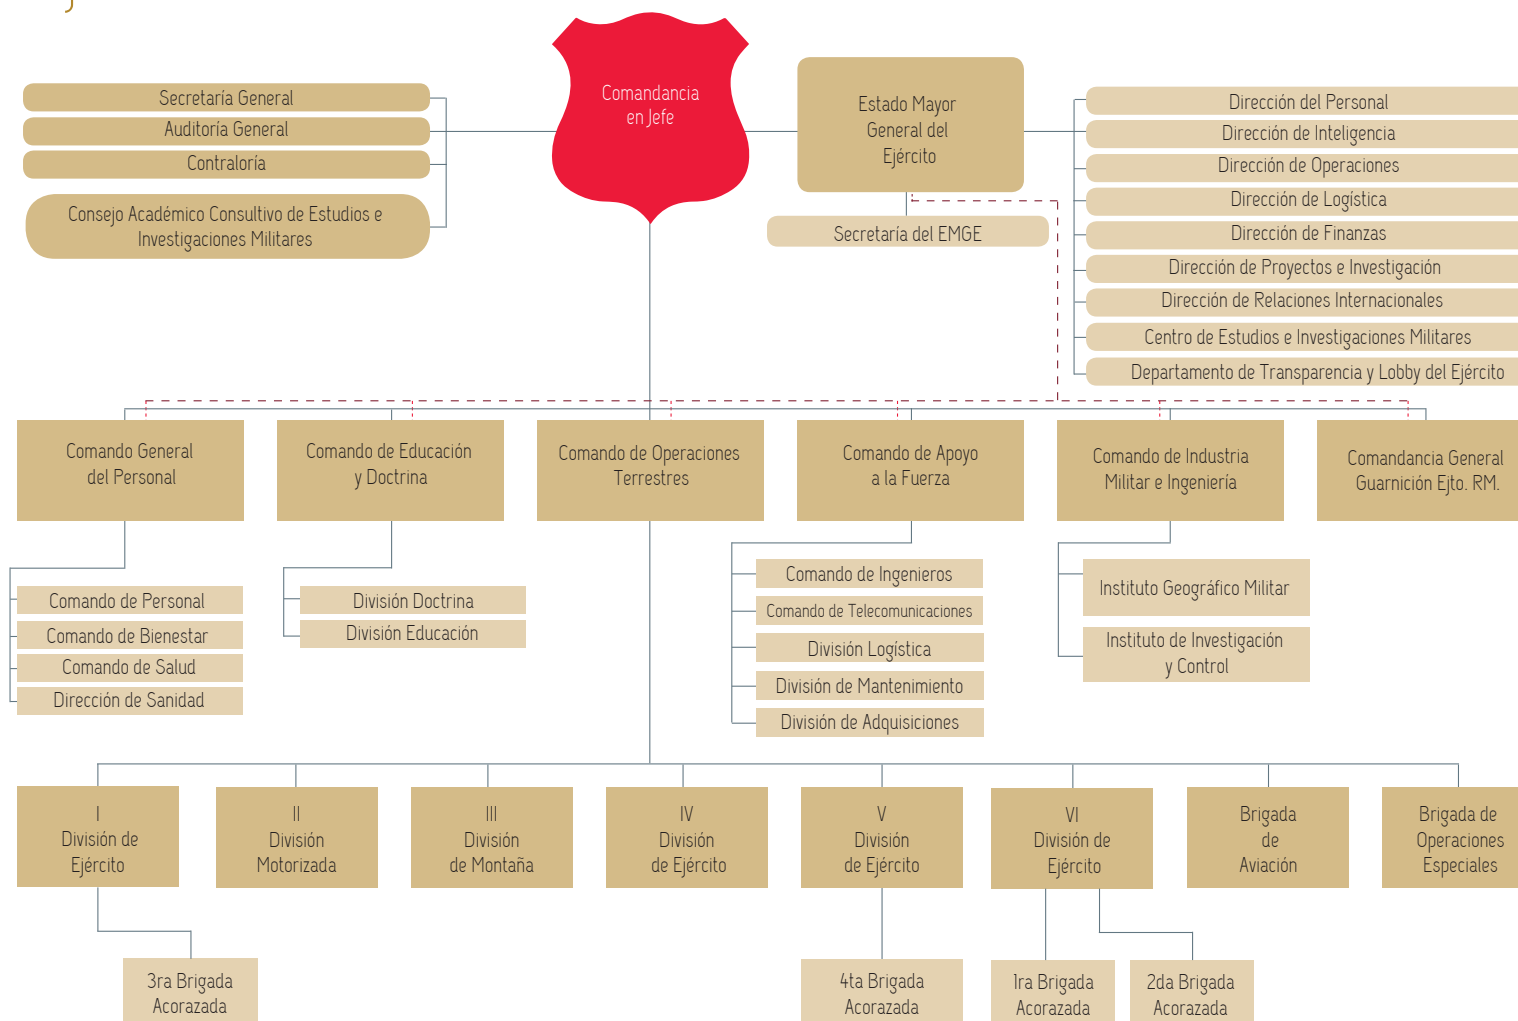 Secretaría General
Auditoría General
Contraloría
Consejo Académico Consultivo de Estudios e
Investigaciones Militares
Comandancia
en Jefe
Estado Mayor
General del
Ejército
Secretaría del EMGE
Dirección del Personal
Dirección de Inteligencia
Dirección de Operaciones
Dirección de Logística
Dirección de Finanzas
Dirección de Proyectos e Investigación
Dirección de Relaciones Internacionales
Centro de Estudios e Investigaciones Militares
Departamento de Transparencia y Lobby del Ejército
Comando General
del Personal
Comando de Educación
y Doctrina
Comando de Operaciones
Terrestres
Comando de Apoyo
a la Fuerza
Comando de Industria
Militar e Ingeniería
Comandancia General
Guarnición Ejto. RM.
Comando de Personal
Comando de Bienestar
Comando de Salud
Dirección de Sanidad
División Doctrina
División Educación
Comando de Ingenieros
Comando de Telecomunicaciones
División Logística
División de Mantenimiento
División de Adquisiciones
Instituto Geográfico Militar
Instituto de Investigación
y Control
I
División de
Ejército
II
División
Motorizada
III
División
de Montaña
IV
División
de Ejército
V
División
de Ejército
VI
División de
Ejército
Brigada
de
Aviación
Brigada de
Operaciones
Especiales
3ra Brigada
Acorazada
4ta Brigada
Acorazada
1ra Brigada
Acorazada
2da Brigada
Acorazada